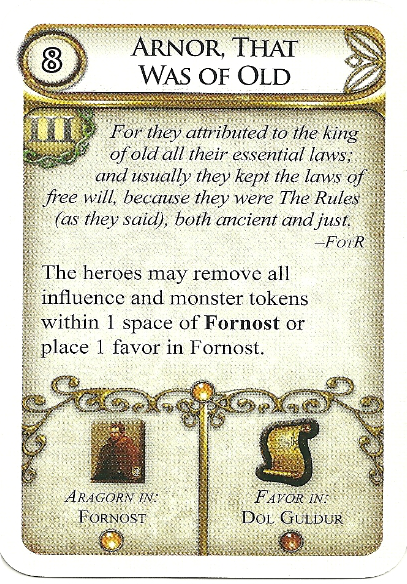 8
ARNOR, THAT
WAS OF OLD
III
For they attributed to the king
of old all their essential laws;
and usually they kept the laws of
free will, because they were The Rules
(as they said), both ancient and just.
–FOTR
The heroes may remove all
influence and monster tokens
within 1 space of Fornost or
place 1 favor in Fornost.
ARAGORN IN:
FORNOST
FAVOR IN:
DOL GULDUR